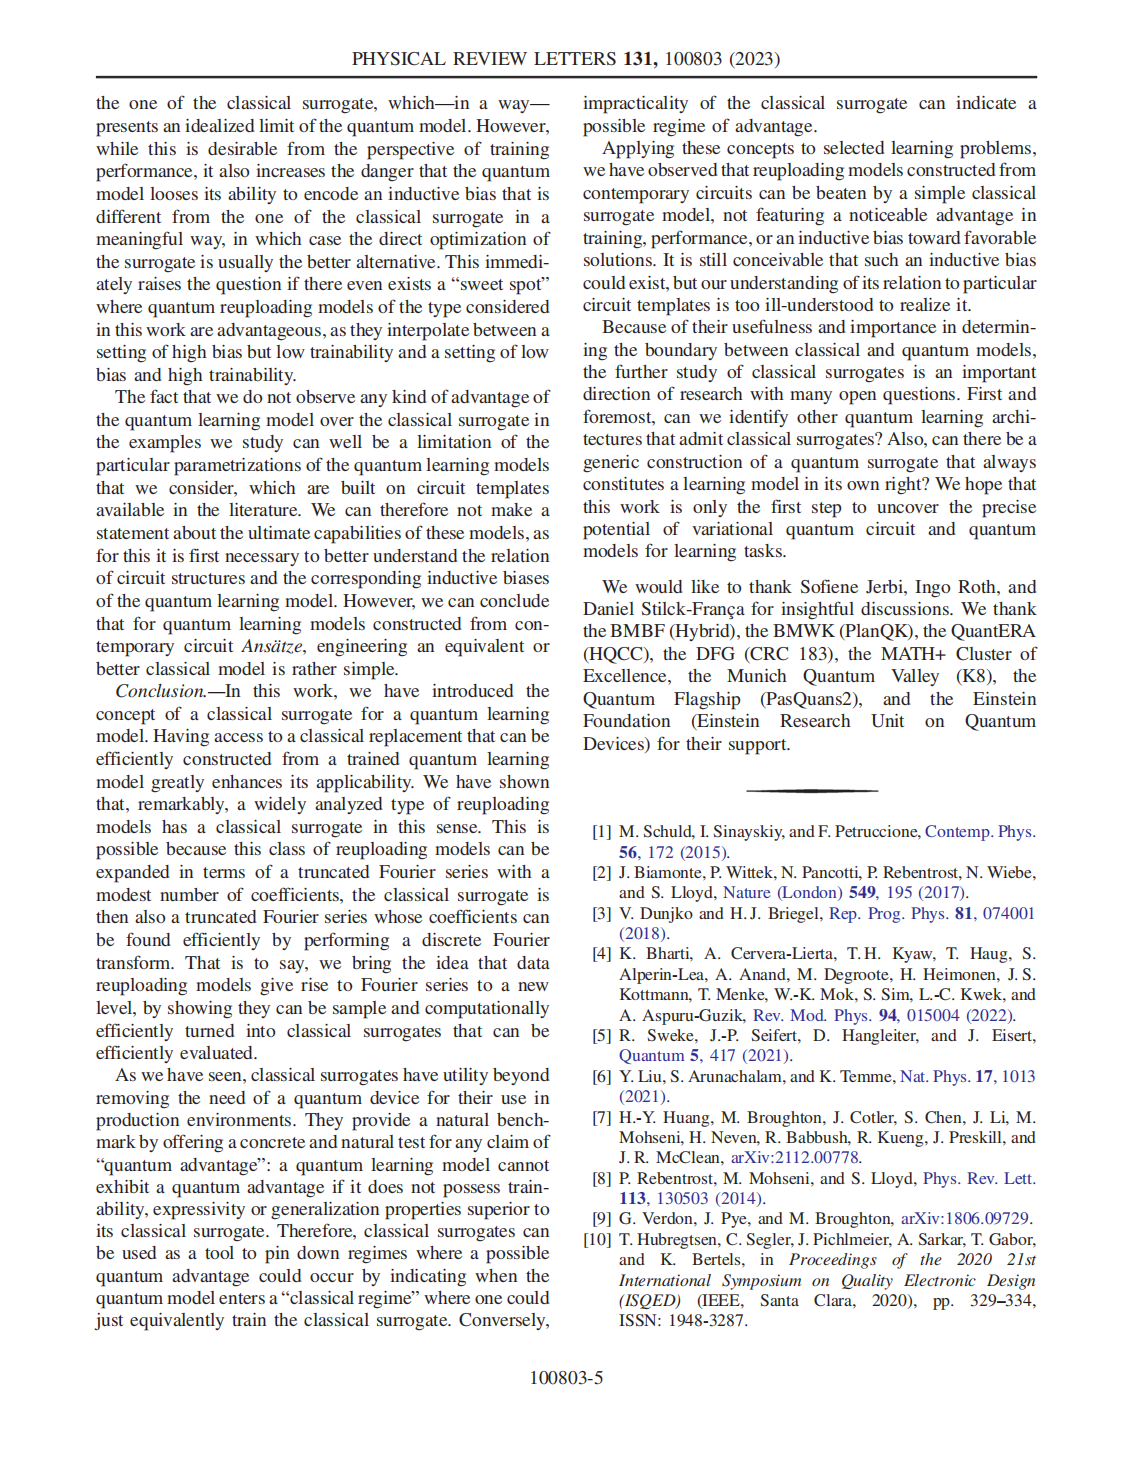 PHYSICAL REVIEW LETTERS 131, 100803 (2023)
the one of the classical surrogate, which—in a way—
presents an idealized limit of the quantum model. However,
while this is desirable from the perspective of training
performance, it also increases the danger that the quantum
model looses its ability to encode an inductive bias that is
different from the one of the classical surrogate in a
meaningful way, in which case the direct optimization of
the surrogate is usually the better alternative. This immedi-
ately raises the question if there even exists a “sweet spot”
where quantum reuploading models of the type considered
in this work are advantageous, as they interpolate between a
setting of high bias but low trainability and a setting of low
bias and high trainability.
The fact that we do not observe any kind of advantage of
the quantum learning model over the classical surrogate in
the examples we study can well be a limitation of the
particular parametrizations of the quantum learning models
that we consider, which are built on circuit templates
available in the literature. We can therefore not make a
statement about the ultimate capabilities of these models, as
for this it is first necessary to better understand the relation
of circuit structures and the corresponding inductive biases
of the quantum learning model. However, we can conclude
that for quantum learning models constructed from con-
temporary circuit Ansätze, engineering an equivalent or
better classical model is rather simple.
Conclusion.—In this work, we have introduced the
concept of a classical surrogate for a quantum learning
model. Having access to a classical replacement that can be
efficiently constructed from a trained quantum learning
model greatly enhances its applicability. We have shown
that, remarkably, a widely analyzed type of reuploading
models has a classical surrogate in this sense. This is
possible because this class of reuploading models can be
expanded in terms of a truncated Fourier series with a
modest number of coefficients, the classical surrogate is
then also a truncated Fourier series whose coefficients can
be found efficiently by performing a discrete Fourier
transform. That is to say, we bring the idea that data
reuploading models give rise to Fourier series to a new
level, by showing they can be sample and computationally
efficiently turned into classical surrogates that can be
efficiently evaluated.
As we have seen, classical surrogates have utility beyond
removing the need of a quantum device for their use in
production environments. They provide a natural bench-
mark by offering a concrete and natural test for any claim of
“quantum advantage”: a quantum learning model cannot
exhibit a quantum advantage if it does not possess train-
ability, expressivity or generalization properties superior to
its classical surrogate. Therefore, classical surrogates can
be used as a tool to pin down regimes where a possible
quantum advantage could occur by indicating when the
quantum model enters a “classical regime” where one could
just equivalently train the classical surrogate. Conversely,
impracticality of the classical surrogate can indicate a
possible regime of advantage.
Applying these concepts to selected learning problems,
we have observed that reuploading models constructed from
contemporary circuits can be beaten by a simple classical
surrogate model, not featuring a noticeable advantage in
training, performance, or an inductive bias toward favorable
solutions. It is still conceivable that such an inductive bias
could exist, but our understanding of its relation to particular
circuit templates is too ill-understood to realize it.
Because of their usefulness and importance in determin-
ing the boundary between classical and quantum models,
the further study of classical surrogates is an important
direction of research with many open questions. First and
foremost, can we identify other quantum learning archi-
tectures that admit classical surrogates? Also, can there be a
generic construction of a quantum surrogate that always
constitutes a learning model in its own right? We hope that
this work is only the first step to uncover the precise
potential of variational quantum circuit and quantum
models for learning tasks.
We would like to thank Sofiene Jerbi, Ingo Roth, and
Daniel Stilck-França for insightful discussions. We thank
the BMBF (Hybrid), the BMWK (PlanQK), the QuantERA
(HQCC), the DFG (CRC 183), the MATH+ Cluster of
Excellence, the Munich Quantum Valley (K8), the
Quantum Flagship (PasQuans2), and the Einstein
Foundation (Einstein Research Unit on Quantum
Devices) for their support.
[1] M. Schuld, I. Sinayskiy, and F. Petruccione, Contemp. Phys.
56, 172 (2015).
[2] J. Biamonte, P. Wittek, N. Pancotti, P. Rebentrost, N. Wiebe,
and S. Lloyd, Nature (London) 549, 195 (2017).
[3] V. Dunjko and H. J. Briegel, Rep. Prog. Phys. 81, 074001
(2018).
[4] K. Bharti, A. Cervera-Lierta, T. H. Kyaw, T. Haug, S.
Alperin-Lea, A. Anand, M. Degroote, H. Heimonen, J. S.
Kottmann, T. Menke, W.-K. Mok, S. Sim, L.-C. Kwek, and
A. Aspuru-Guzik, Rev. Mod. Phys. 94, 015004 (2022).
[5] R. Sweke, J.-P. Seifert, D. Hangleiter, and J. Eisert,
Quantum 5, 417 (2021).
[6] Y. Liu, S. Arunachalam, and K. Temme, Nat. Phys. 17, 1013
(2021).
[7] H.-Y. Huang, M. Broughton, J. Cotler, S. Chen, J. Li, M.
Mohseni, H. Neven, R. Babbush, R. Kueng, J. Preskill, and
J. R. McClean, arXiv:2112.00778.
[8] P. Rebentrost, M. Mohseni, and S. Lloyd, Phys. Rev. Lett.
113, 130503 (2014).
[9] G. Verdon, J. Pye, and M. Broughton, arXiv:1806.09729.
[10] T. Hubregtsen, C. Segler, J. Pichlmeier, A. Sarkar, T. Gabor,
and K. Bertels, in Proceedings of the 2020 21st
International Symposium on Quality Electronic Design
(ISQED) (IEEE, Santa Clara, 2020), pp. 329–334,
ISSN: 1948-3287.
100803-5